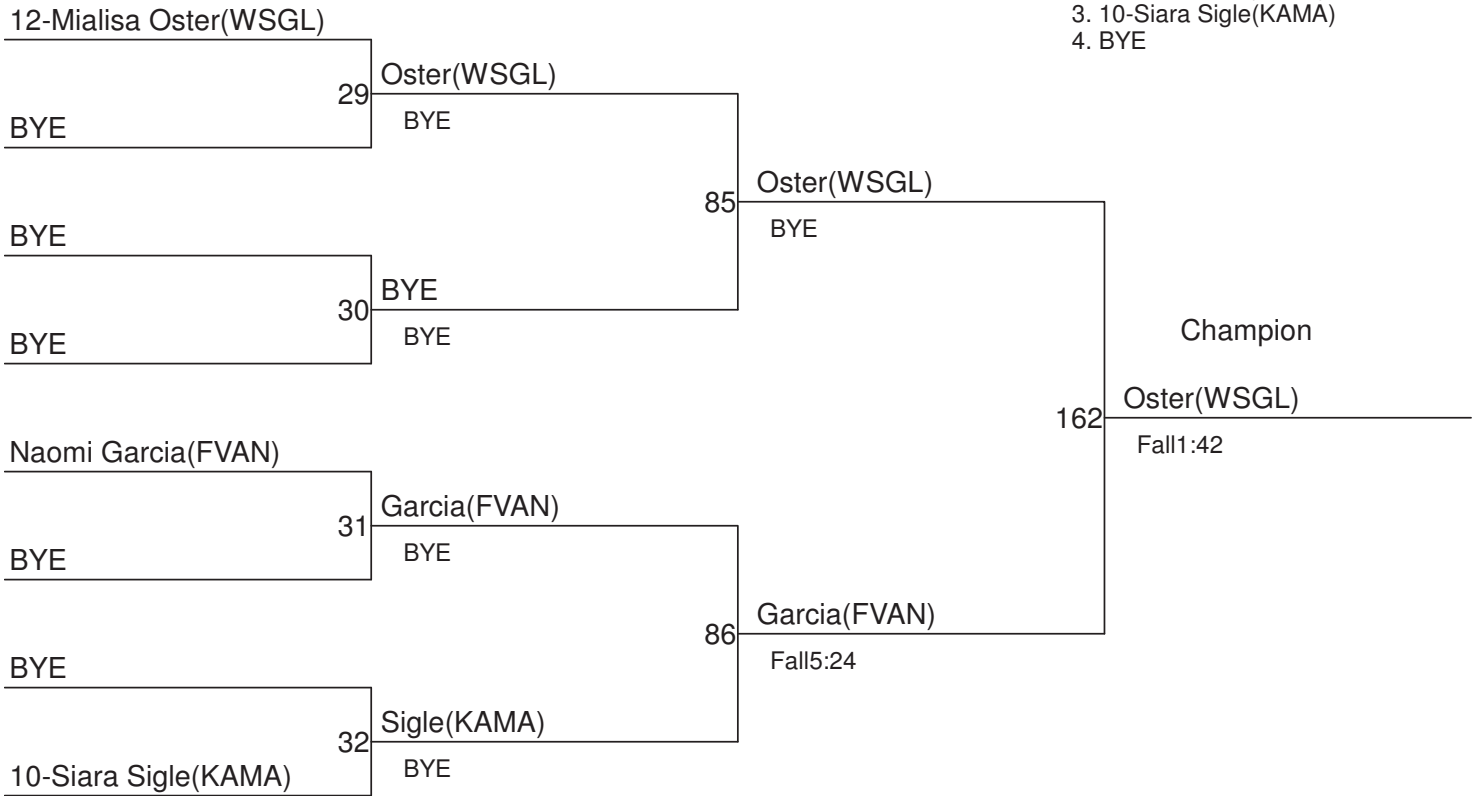 12-Mialisa Oster(WSGL)
3. 10-Siara Sigle(KAMA)
4. BYE
Oster(WSGL)
29
BYE
BYE
Oster(WSGL)
85
BYE
BYE
BYE
30
BYE
BYE
Champion
Oster(WSGL)
162
Fall1:42
Naomi Garcia(FVAN)
Garcia(FVAN)
31
BYE
BYE
Garcia(FVAN)
86
Fall5:24
BYE
Sigle(KAMA)
32
BYE
10-Siara Sigle(KAMA)